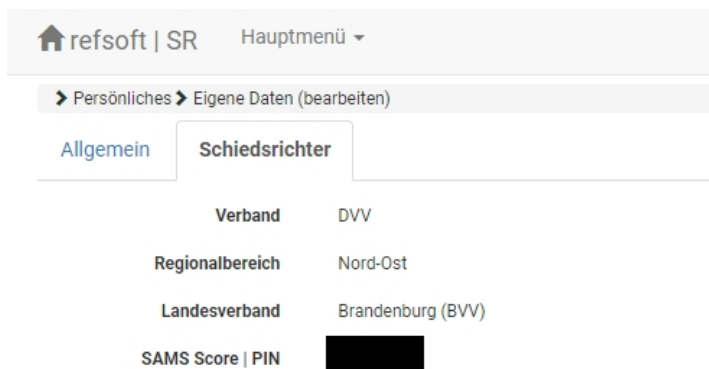 refsoft | SR Hauptmenü
Persönliches Eigene Daten (bearbeiten)
Allgemein Schiedsrichter
Verband DVV
Regionalbereich Nord-Ost
Landesverband Brandenburg (BVV)
SAMS Score | PIN